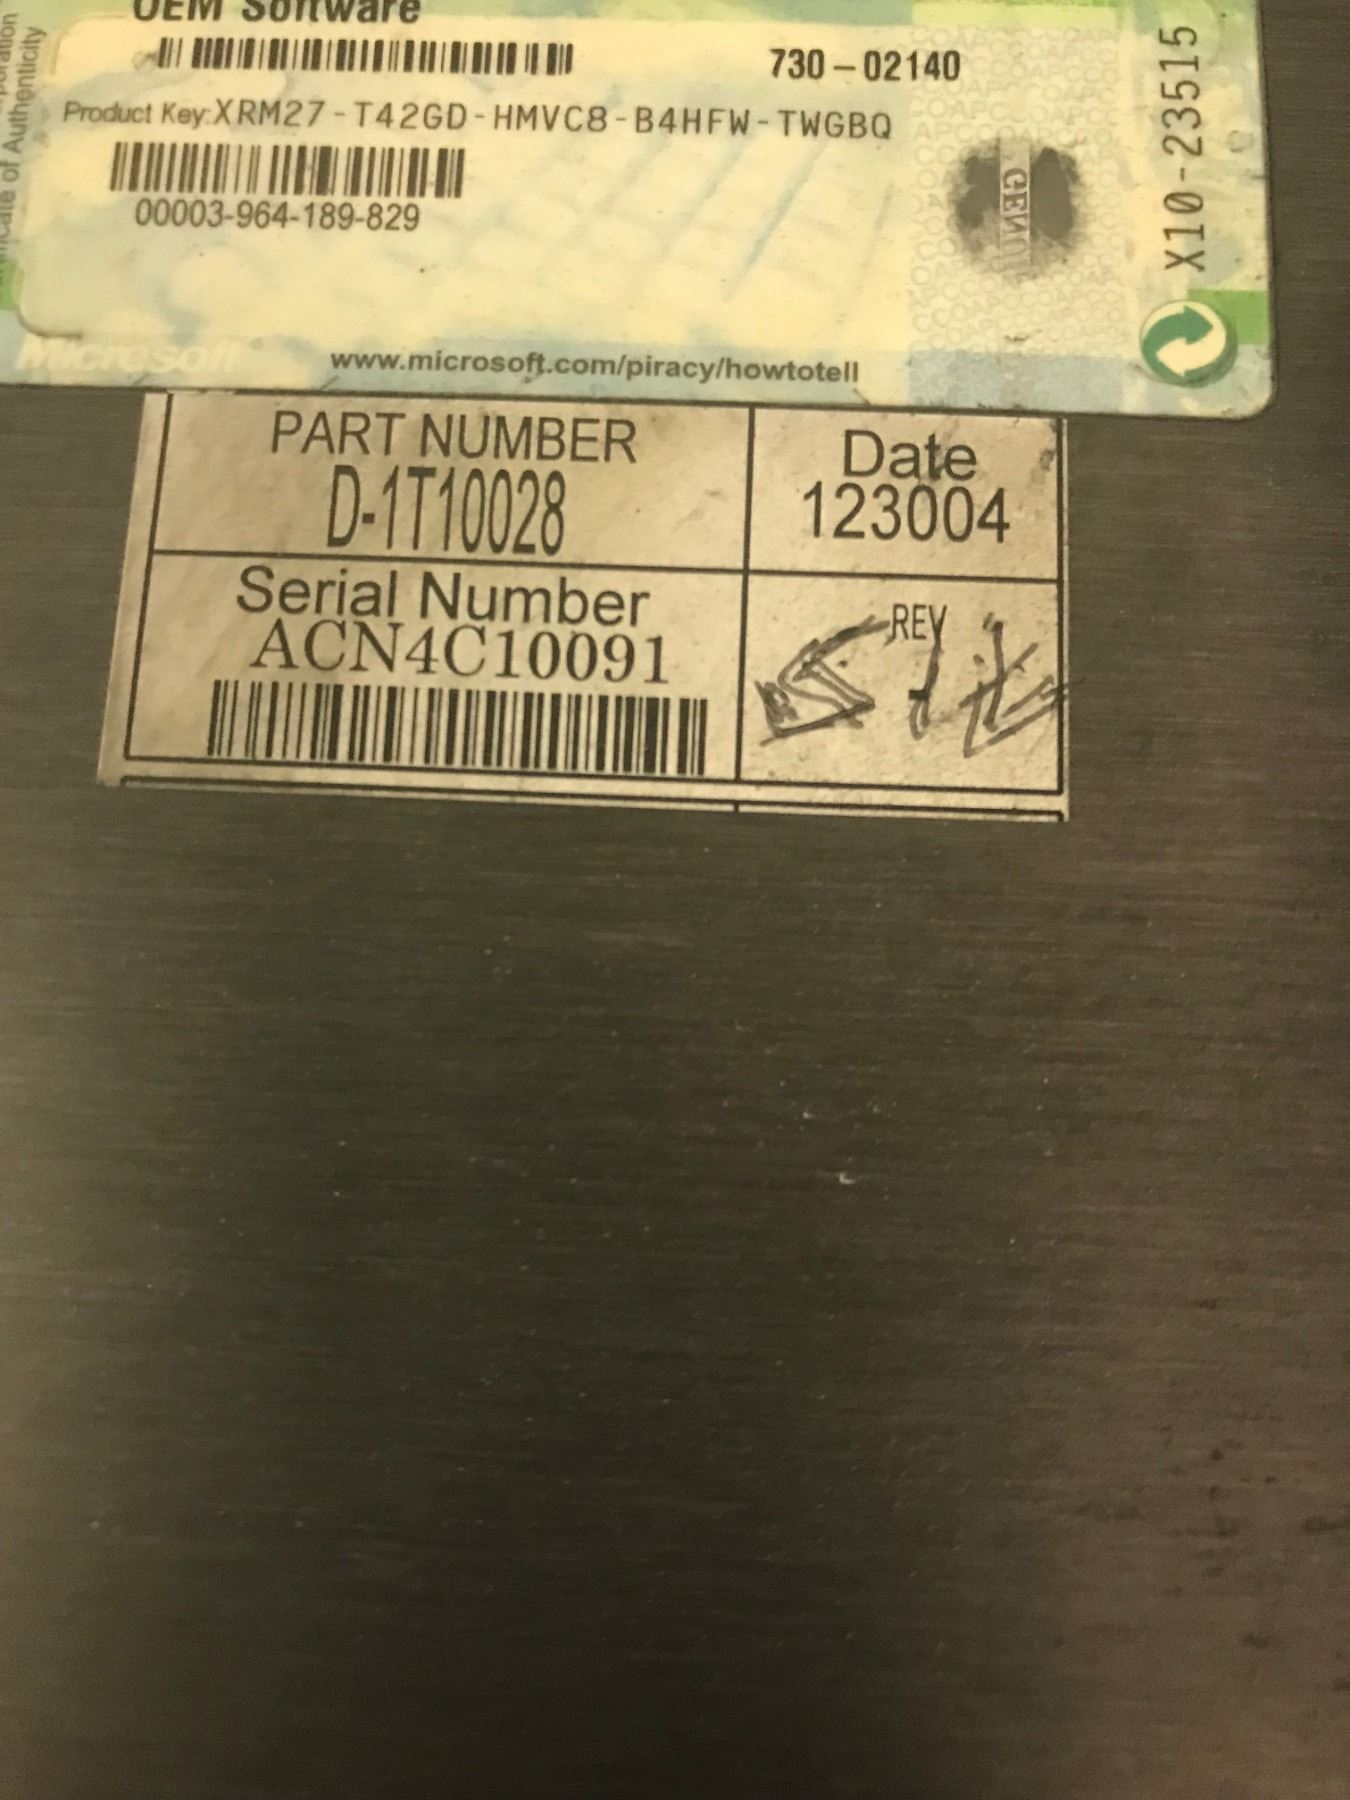 OEM Software
730-02140
Product Key: XRM27-T42GD-HMVC8-B4HFW-TWGBQ
00003-964-189-829
Microsoft
www.microsoft.com/piracy/howtotell
X10-23515
PART NUMBER
D-1T10028
Date
123004
Serial Number
ACN4C10091
REV